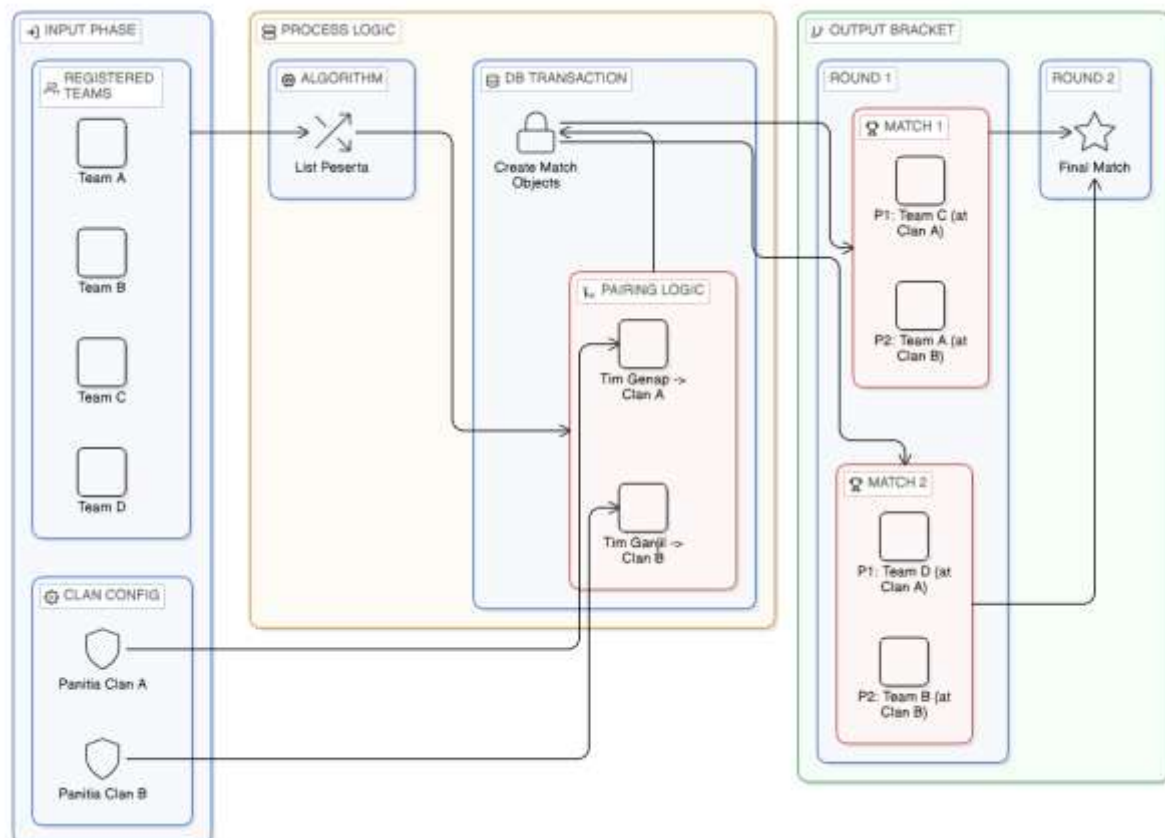 INPUT PHASE
REGISTERED
TEAMS
Team A
Team B
Team C
Team D
CLAN CONFIG
Panitia Clan A
Panitia Clan B
PROCESS LOGIC
ALGORITHM
List Peserta
DB TRANSACTION
Create Match
Objects
PAIRING LOGIC
Tim Genap ->
Clan A
Tim Ganjil ->
Clan B
OUTPUT BRACKET
ROUND 1
MATCH 1
P1: Team C (at
Clan A)
P2: Team A (at
Clan B)
MATCH 2
P1: Team D (at
Clan A)
P2: Team B (at
Clan B)
ROUND 2
Final Match